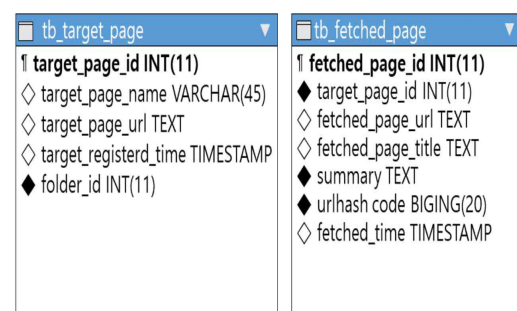 tb_target_page
¶ target_page_id INT(11)
target_page_name VARCHAR(45)
target_page_url TEXT
target_registerd_time TIMESTAMP
folder_id INT(11)
tb_fetched_page
¶ fetched_page_id INT(11)
target_page_id INT(11)
fetched_page_url TEXT
fetched_page_title TEXT
summary TEXT
urlhash code BIGING(20)
fetched_time TIMESTAMP